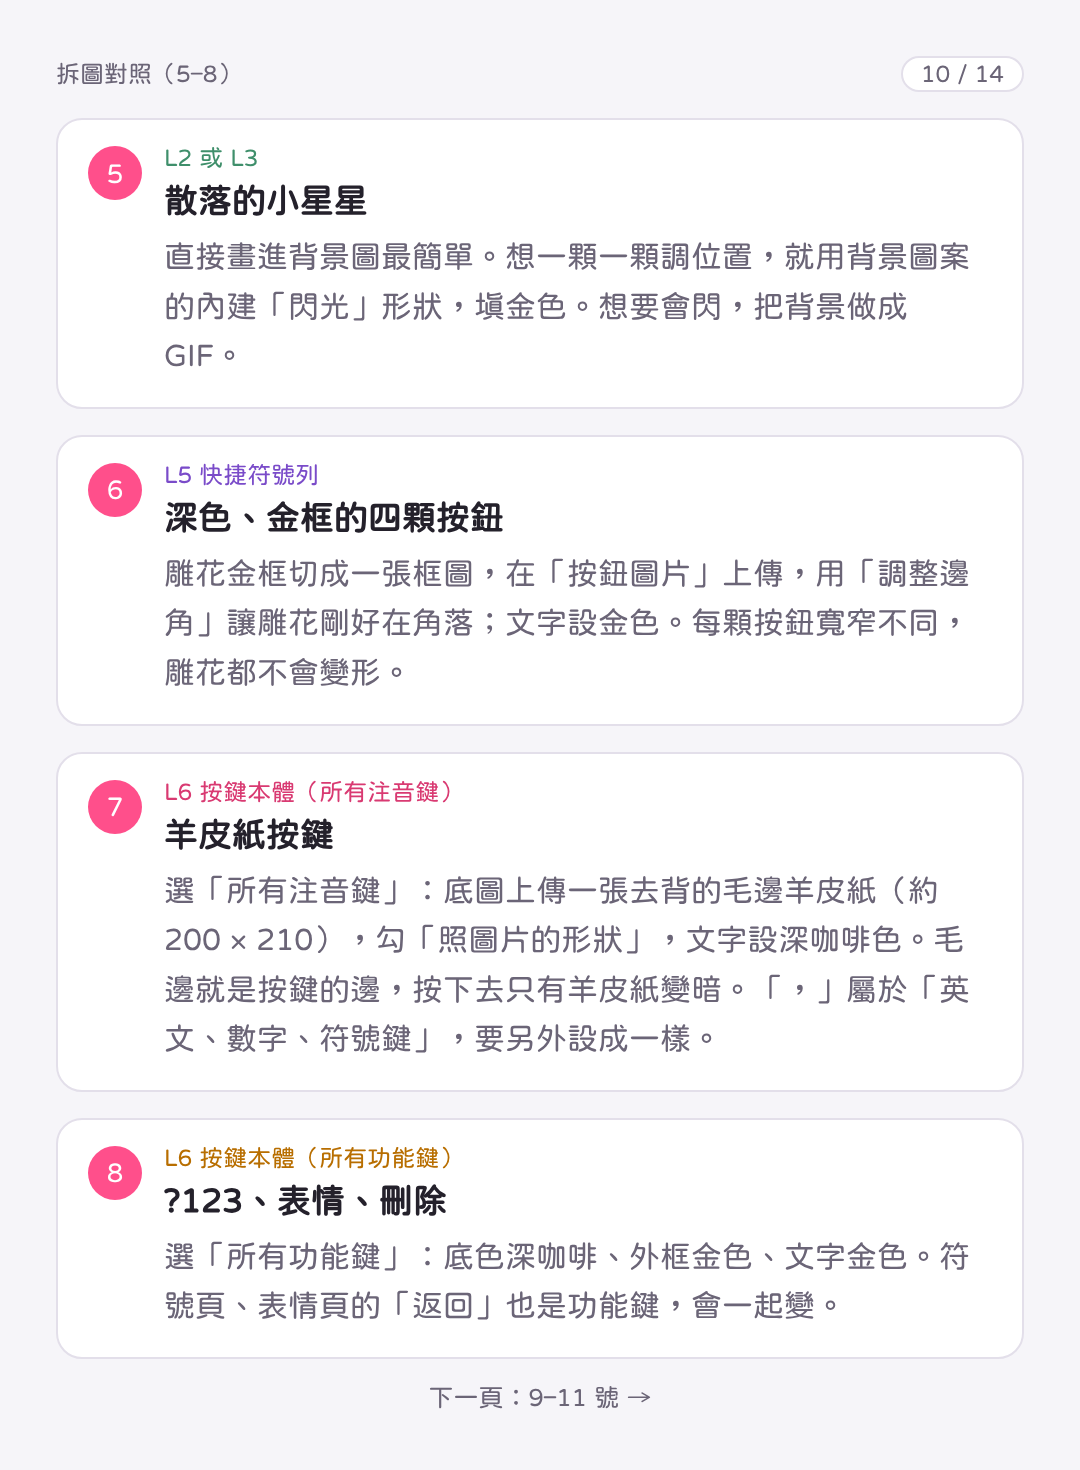 拆圖對照（5–8）
10 / 14
5
L2 或 L3
散落的小星星
直接畫進背景圖最簡單。想一顆一顆調位置，就用背景圖案
的內建「閃光」形狀，填金色。想要會閃，把背景做成
GIF。
6
L5 快捷符號列
深色、金框的四顆按鈕
雕花金框切成一張框圖，在「按鈕圖片」上傳，用「調整邊
角」讓雕花剛好在角落；文字設金色。每顆按鈕寬窄不同，
雕花都不會變形。
7
L6 按鍵本體（所有注音鍵）
羊皮紙按鍵
選「所有注音鍵」：底圖上傳一張去背的毛邊羊皮紙（約
200 × 210），勾「照圖片的形狀」，文字設深咖啡色。毛
邊就是按鍵的邊，按下去只有羊皮紙變暗。「，」屬於「英
文、數字、符號鍵」，要另外設成一樣。
8
L6 按鍵本體（所有功能鍵）
?123、表情、刪除
選「所有功能鍵」：底色深咖啡、外框金色、文字金色。符
號頁、表情頁的「返回」也是功能鍵，會一起變。
下一頁：9–11 號 →